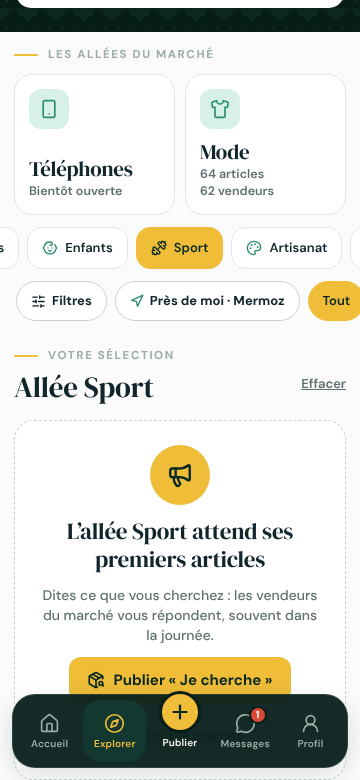 LES ALLÉES DU MARCHÉ
Téléphones
Bientôt ouverte
Mode
64 articles
62 vendeurs
Enfants
Sport
Artisanat
Filtres
Près de moi · Mermoz
Tout
VOTRE SÉLECTION
Allée Sport
Effacer
L'allée Sport attend ses
premiers articles
Dites ce que vous cherchez : les vendeurs
du marché vous répondent, souvent dans
la journée.
Publier « Je cherche »
Accueil
Explorer
Publier
1
Messages
Profil